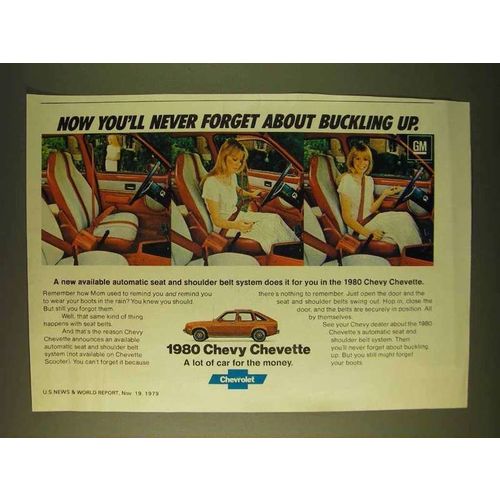 NOW YOU'LL NEVER FORGET ABOUT BUCKLING UP.
GM
A new available automatic seat and shoulder belt system does it for you in the 1980 Chevy Chevette.
Remember how Mom used to remind you and remind you
to wear your boots in the rain? You knew you should.
But still you forgot them.
Well, that same kind of thing
happens with seat belts.
And that's the reason Chevy
Chevette announces an available
automatic seat and shoulder belt
system (not available on Chevette
Scooter). You can't forget it because
there's nothing to remember. Just open the door and the
seat and shoulder belts swing out. Hop in, close the
door, and the belts are securely in position. All
by themselves.
See your Chevy dealer about the 1980
Chevette's automatic seat and
shoulder belt system. Then
you'll never forget about buckling
up. But you still might forget
your boots.
1980 Chevy Chevette
A lot of car for the money.
Chevrolet
U.S. NEWS & WORLD REPORT, Nov. 19, 1979